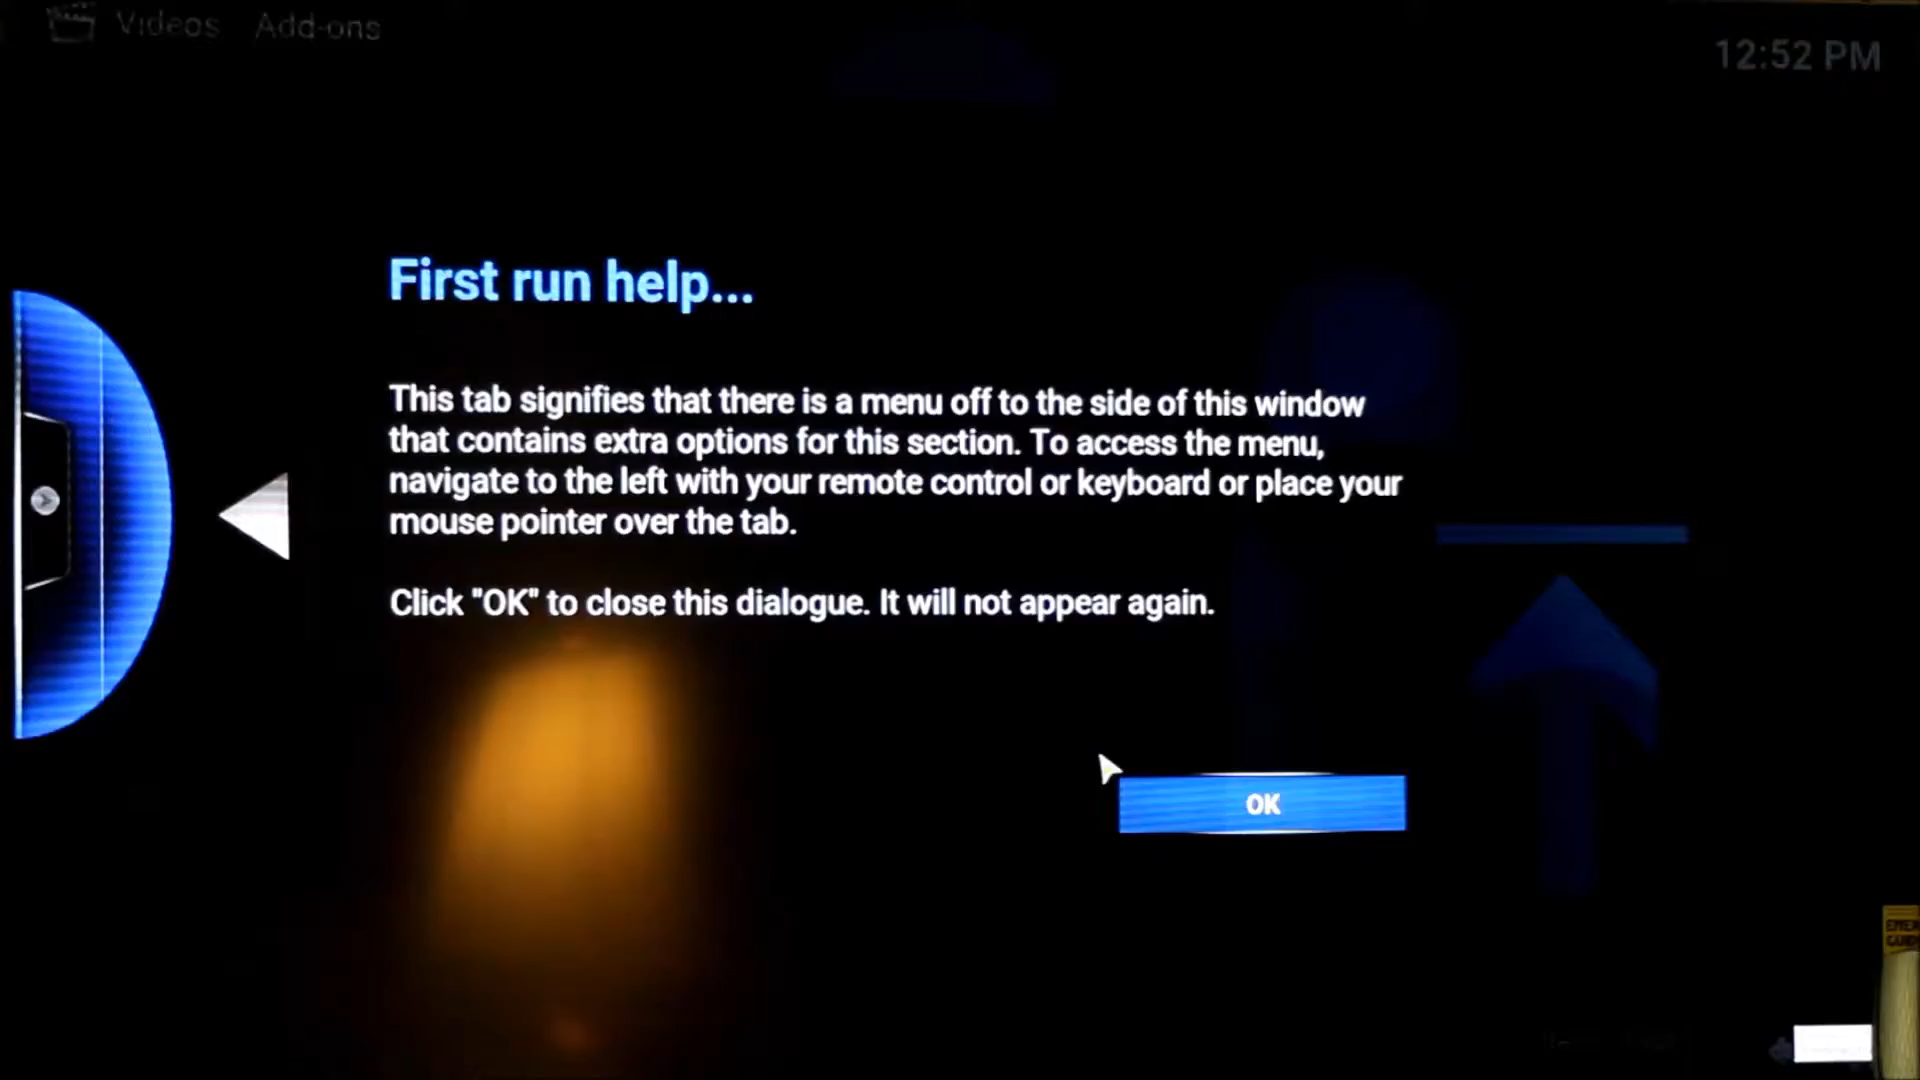 Videos Add-ons
12:52 PM
First run help...
This tab signifies that there is a menu off to the side of this window
that contains extra options for this section. To access the menu,
navigate to the left with your remote control or keyboard or place your
mouse pointer over the tab.
Click "OK" to close this dialogue. It will not appear again.
OK